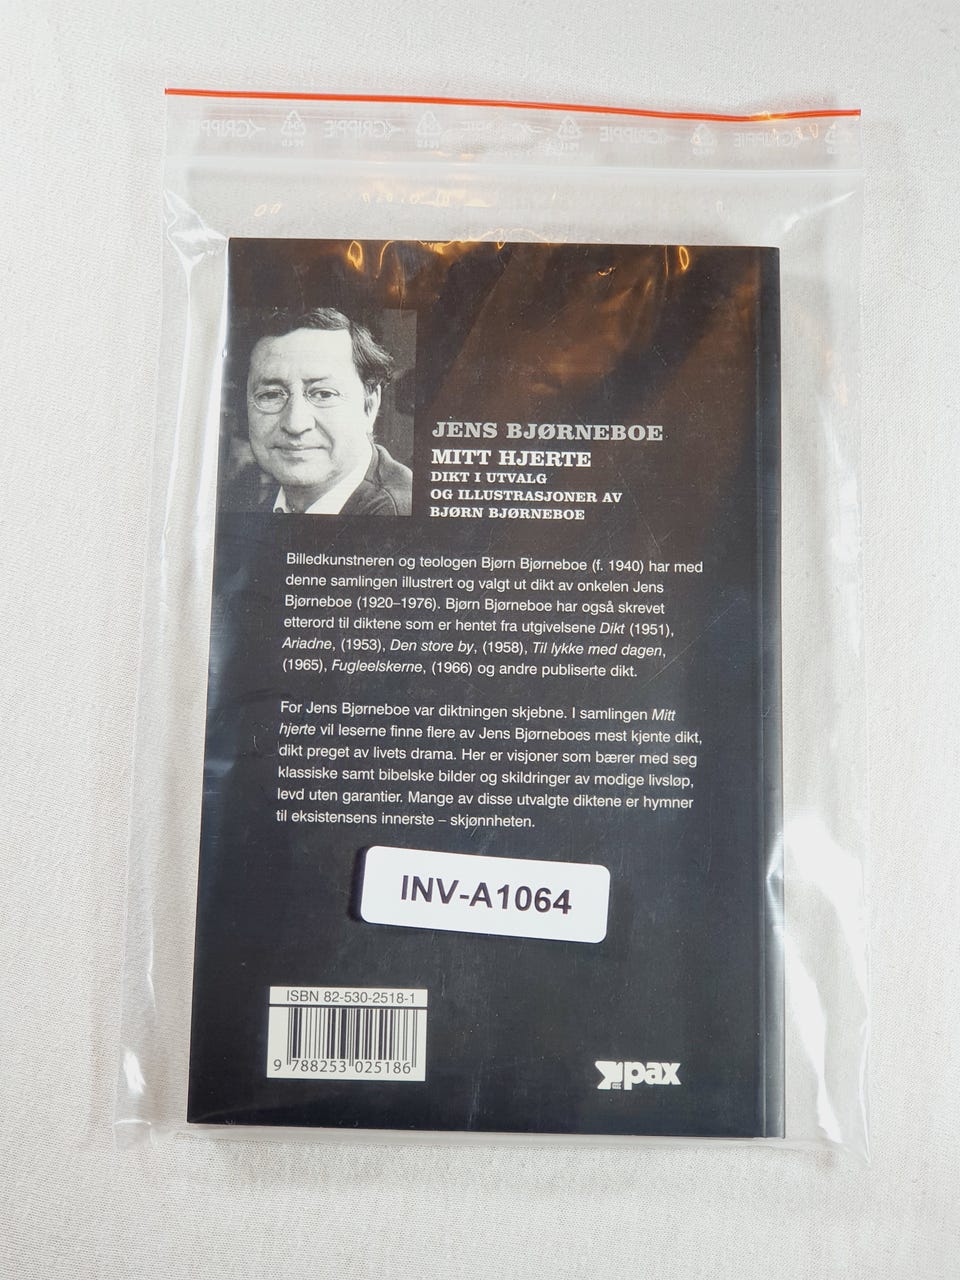 GRIPPIE
GRIPPIE
GRIPPIE
GRIPPIE
JENS BJØRNEBOE
MITT HJERTE
DIKT I UTVALG
OG ILLUSTRASJONER AV
BJØRN BJØRNEBOE
Billedkunstneren og teologen Bjørn Bjørneboe (f. 1940) har med
denne samlingen illustrert og valgt ut dikt av onkelen Jens
Bjørneboe (1920–1976). Bjørn Bjørneboe har også skrevet
etterord til diktene som er hentet fra utgivelsene Dikt (1951),
Ariadne, (1953), Den store by, (1958), Til lykke med dagen,
(1965), Fugleelskerne, (1966) og andre publiserte dikt.
For Jens Bjørneboe var diktningen skjebne. I samlingen Mitt
hjerte vil leserne finne flere av Jens Bjørneboes mest kjente dikt,
dikt preget av livets drama. Her er visjoner som bærer med seg
klassiske samt bibelske bilder og skildringer av modige livsløp,
levd uten garantier. Mange av disse utvalgte diktene er hymner
til eksistensens innerste – skjønnheten.
INV-A1064
ISBN 82-530-2518-1
9 788253 025186
pax